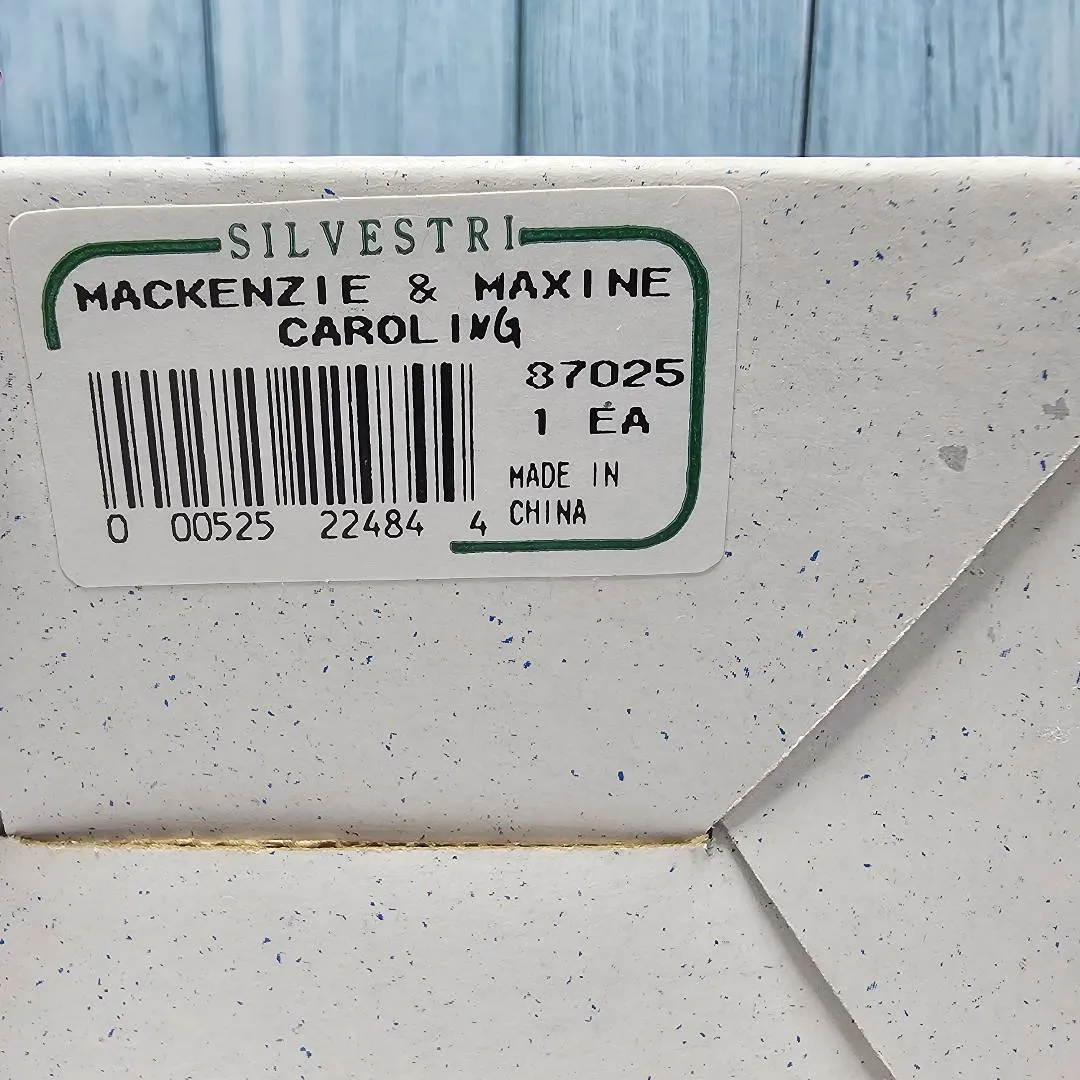 SILVESTRI
MACKENZIE & MAXINE
CAROLING
87025
1 EA
MADE IN
CHINA
0 00525 22484 4